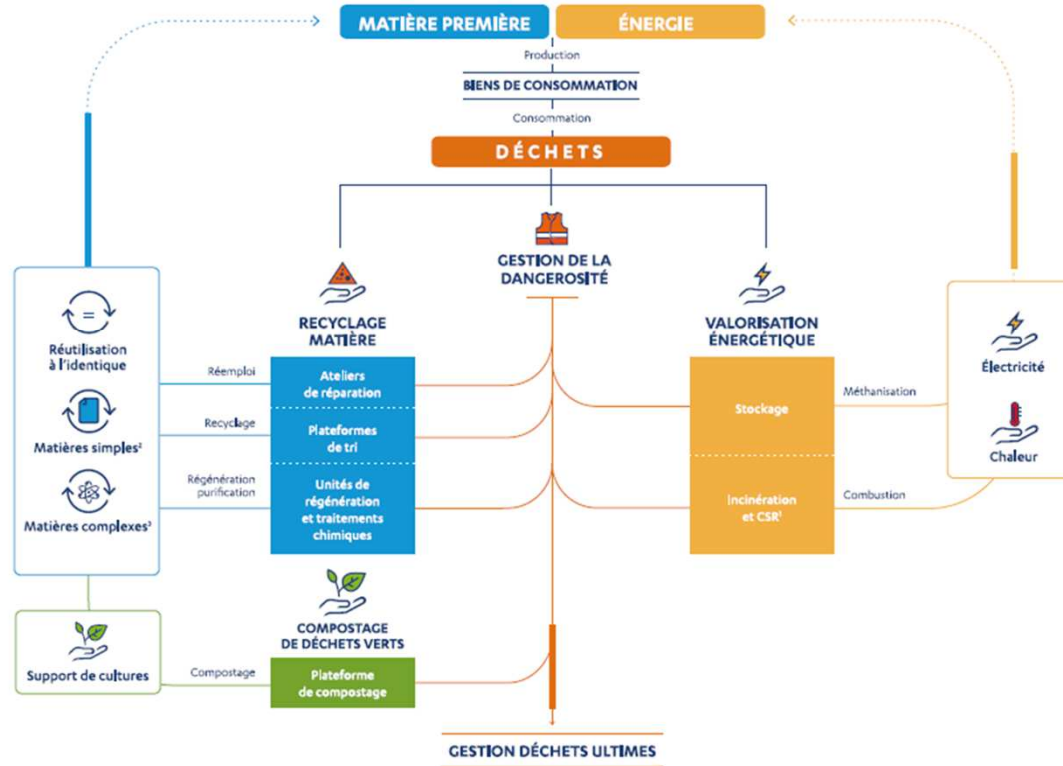 MATIÈRE PREMIÈRE
ÉNERGIE
Production
BIENS DE CONSOMMATION
Consommation
DÉCHETS
GESTION DE LA
DANGEROSITÉ
RECYCLAGE
MATIÈRE
VALORISATION
ÉNERGÉTIQUE
=
Réutilisation
à l'identique
Réemploi
Ateliers
de réparation
Stockage
Méthanisation
Électricité
Matières simples²
Recyclage
Plateformes
de tri
Chaleur
Matières complexes³
Régénération
purification
Unités de
régénération
et traitements
chimiques
Incinération
et CSR¹
Combustion
COMPOSTAGE
DE DÉCHETS VERTS
Support de cultures
Compostage
Plateforme
de compostage
GESTION DÉCHETS ULTIMES